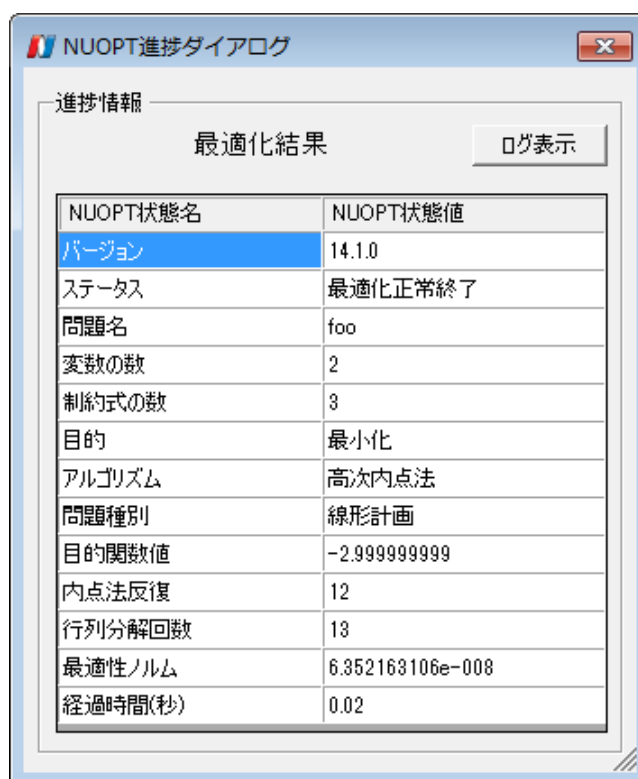 NUOPT進捗ダイアログ
進捗情報
最適化結果 ログ表示
NUOPT状態名 NUOPT状態値
バージョン 14.1.0
ステータス 最適化正常終了
問題名 foo
変数の数 2
制約式の数 3
目的 最小化
アルゴリズム 高次内点法
問題種別 線形計画
目的関数値 -2.999999999
内点法反復 12
行列分解回数 13
最適性ノルム 6.352163106e-008
経過時間(秒) 0.02